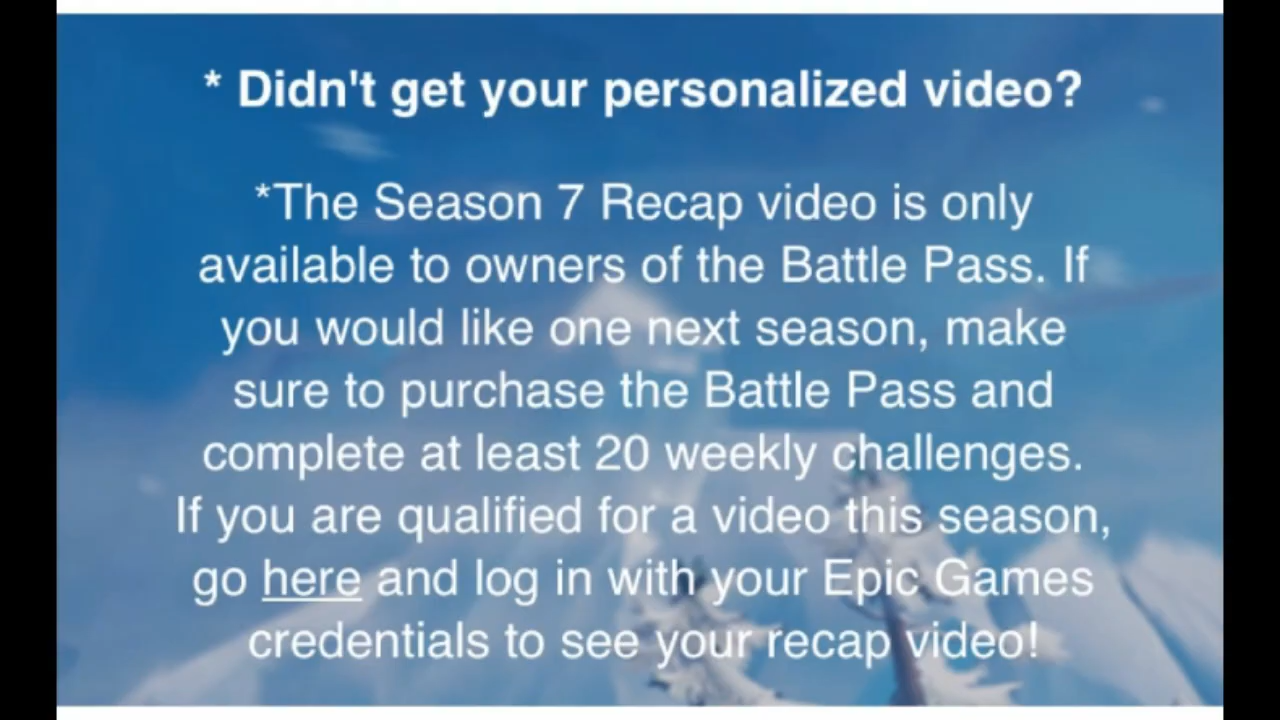 * Didn't get your personalized video?
*The Season 7 Recap video is only
available to owners of the Battle Pass. If
you would like one next season, make
sure to purchase the Battle Pass and
complete at least 20 weekly challenges.
If you are qualified for a video this season,
go here and log in with your Epic Games
credentials to see your recap video!